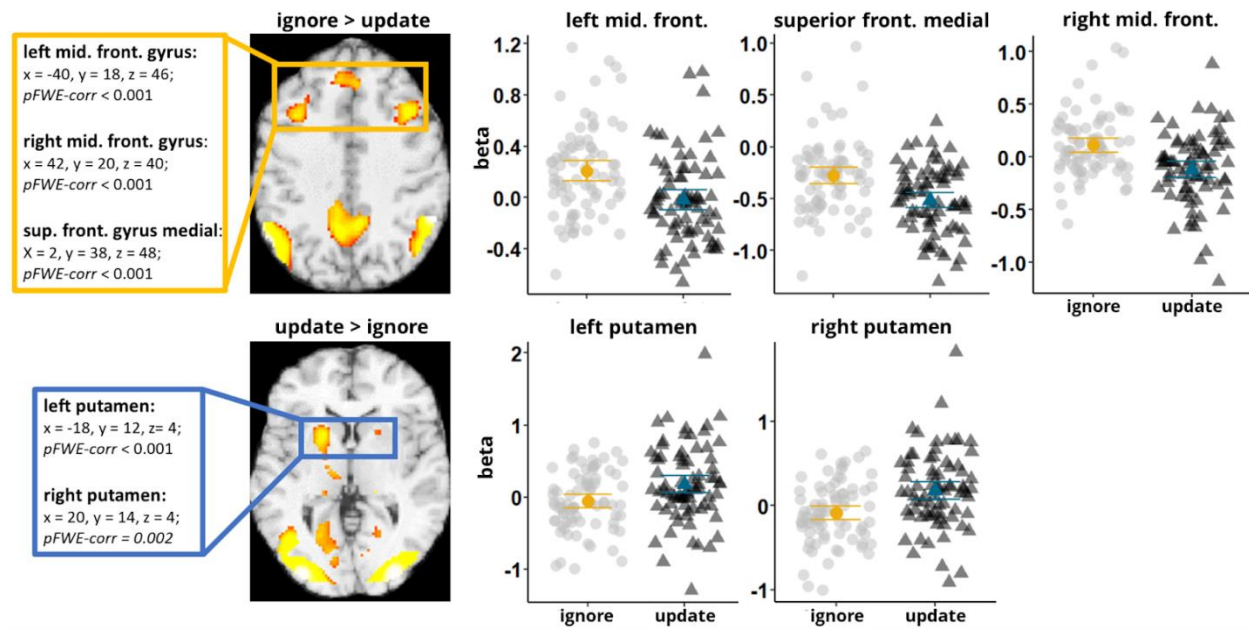 ignore > update
left mid. front. gyrus:
x = -40, y = 18, z = 46;
pFWE-corr < 0.001
right mid. front. gyrus:
x = 42, y = 20, z = 40;
pFWE-corr < 0.001
sup. front. gyrus medial:
X = 2, y = 38, z = 48;
pFWE-corr < 0.001
left mid. front.
beta
1.2
0.8
0.4
0.0
-0.4
superior front. medial
1.0
0.5
0.0
-0.5
-1.0
right mid. front.
1.0
0.5
0.0
-0.5
-1.0
ignore update
update > ignore
left putamen:
x = -18, y = 12, z= 4;
pFWE-corr < 0.001
right putamen:
x = 20, y = 14, z = 4;
pFWE-corr = 0.002
left putamen
beta
2
1
0
-1
ignore update
right putamen
1
0
-1
ignore update